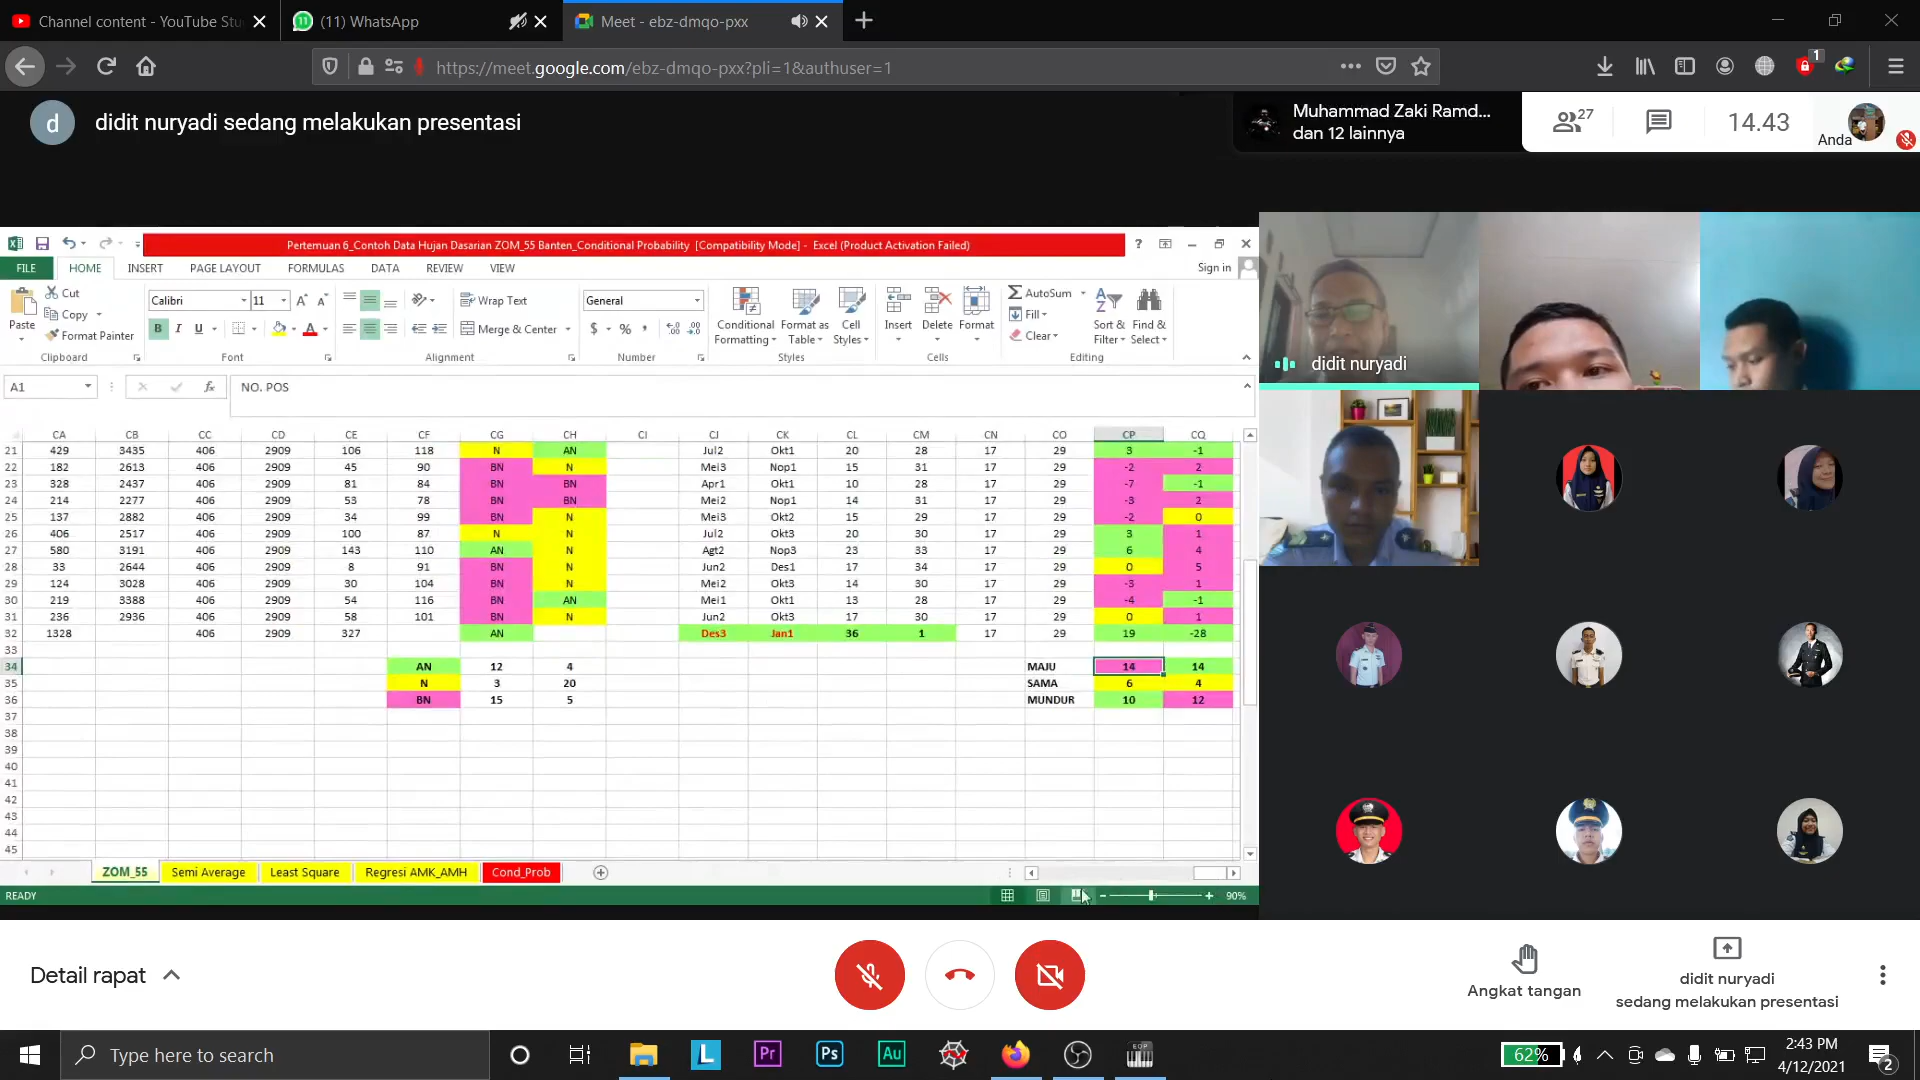 Channel content - YouTube Stu
(11) WhatsApp
Meet - ebz-dmqo-pxx
https://meet.google.com/ebz-dmqo-pxx?pli=1&authuser=1
1
d
didit nuryadi sedang melakukan presentasi
Muhammad Zaki Ramd...
dan 12 lainnya
27
14.43
Anda
Pertemuan 6_Contoh Data Hujan Dasarian ZOM_55 Banten_Conditional Probability [Compatibility Mode] - Excel (Product Activation Failed)
FILE HOME INSERT PAGE LAYOUT FORMULAS DATA REVIEW VIEW
Sign in
Paste
Cut
Copy
Format Painter
Calibri 11
B I U
Wrap Text
Merge & Center
General
$ % ,
Conditional Formatting
Format as Table
Cell Styles
Insert
Delete
Format
AutoSum
Fill
Clear
Sort & Filter
Find & Select
Clipboard Font Alignment Number Styles Cells Editing
A1 fx NO. POS
CA CB CC CD CE CF CG CH CI CJ CK CL CM CN CO CP CQ
21 429 3435 406 2909 106 118 N AN Jul2 Okt1 20 28 17 29 3 -1
22 182 2613 406 2909 45 90 BN N Mei3 Nop1 15 31 17 29 -2 2
23 328 2437 406 2909 81 84 BN BN Apr1 Okt1 10 28 17 29 -7 -1
24 214 2277 406 2909 53 78 BN BN Mei2 Nop1 14 31 17 29 -3 2
25 137 2882 406 2909 34 99 BN N Mei3 Okt2 15 29 17 29 -2 0
26 406 2517 406 2909 100 87 N N Jul2 Okt3 20 30 17 29 3 1
27 580 3191 406 2909 143 110 AN N Agt2 Nop3 23 33 17 29 6 4
28 33 2644 406 2909 8 91 BN N Jun2 Des1 17 34 17 29 0 5
29 124 3028 406 2909 30 104 BN N Mei2 Okt3 14 30 17 29 -3 1
30 219 3388 406 2909 54 116 BN AN Mei1 Okt1 13 28 17 29 -4 -1
31 236 2936 406 2909 58 101 BN N Jun2 Okt3 17 30 17 29 0 1
32 1328 406 2909 327 AN Des3 Jan1 36 1 17 29 19 -28
33
34 AN 12 4 MAJU 14 14
35 N 3 20 SAMA 6 4
36 BN 15 5 MUNDUR 10 12
37
38
39
40
41
42
43
44
45
ZOM_55 Semi Average Least Square Regresi AMK_AMH Cond_Prob
READY
90%
didit nuryadi
Detail rapat
Angkat tangan
didit nuryadi
sedang melakukan presentasi
Type here to search
L
Pr
Ps
Au
EOP
62%
2:43 PM
4/12/2021
2